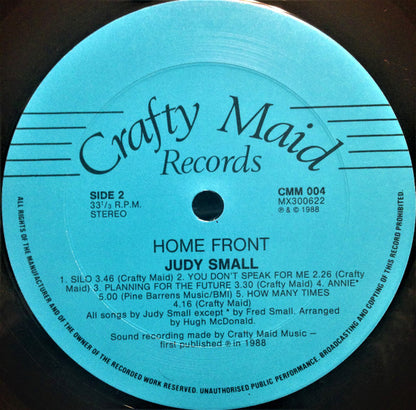 Crafty Maid
Records
SIDE 2
33⅓ R.P.M.
STEREO
CMM 004
MX300622
℗ & © 1988
HOME FRONT
JUDY SMALL
1. SILO 3.46 (Crafty Maid) 2. YOU DON'T SPEAK FOR ME 2.26 (Crafty
Maid) 3. PLANNING FOR THE FUTURE 3.30 (Crafty Maid) 4. ANNIE*
5.00 (Pine Barrens Music/BMI) 5. HOW MANY TIMES
4.16 (Crafty Maid)
All songs by Judy Small except * by Fred Small. Arranged
by Hugh McDonald.
Sound recording made by Crafty Maid Music –
first published ℗ in 1988
ALL RIGHTS OF THE MANUFACTURER AND OF THE OWNER OF THE RECORDED WORK RESERVED. UNAUTHORISED PUBLIC PERFORMANCE, BROADCASTING AND COPYING OF THIS RECORD PROHIBITED.